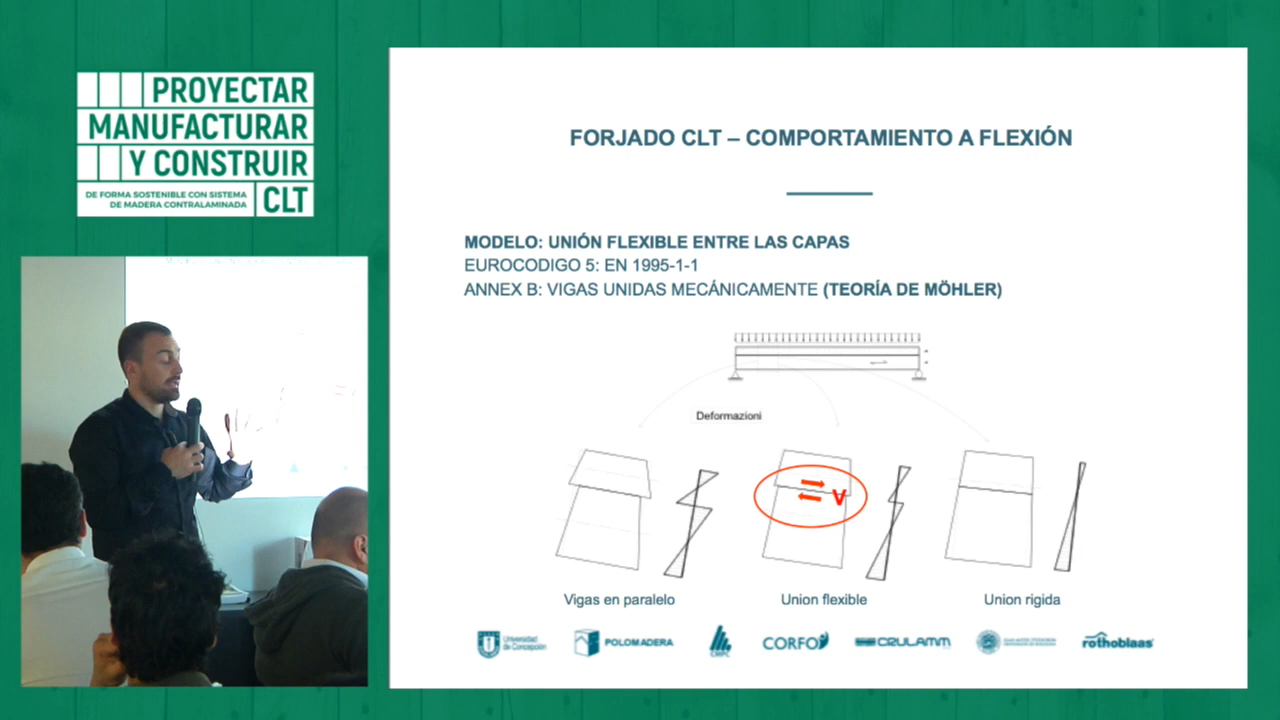 PROYECTAR
MANUFACTURAR
Y CONSTRUIR
DE FORMA SOSTENIBLE CON SISTEMA
DE MADERA CONTRALAMINADA
CLT
FORJADO CLT – COMPORTAMIENTO A FLEXIÓN
MODELO: UNIÓN FLEXIBLE ENTRE LAS CAPAS
EUROCODIGO 5: EN 1995-1-1
ANNEX B: VIGAS UNIDAS MECÁNICAMENTE (TEORÍA DE MÖHLER)
Deformazioni
V
Vigas en paralelo
Union flexible
Union rigida
Universidad
de Concepción
POLOMADERA
CMPC
CORFO
CRULAMM
rothoblaas